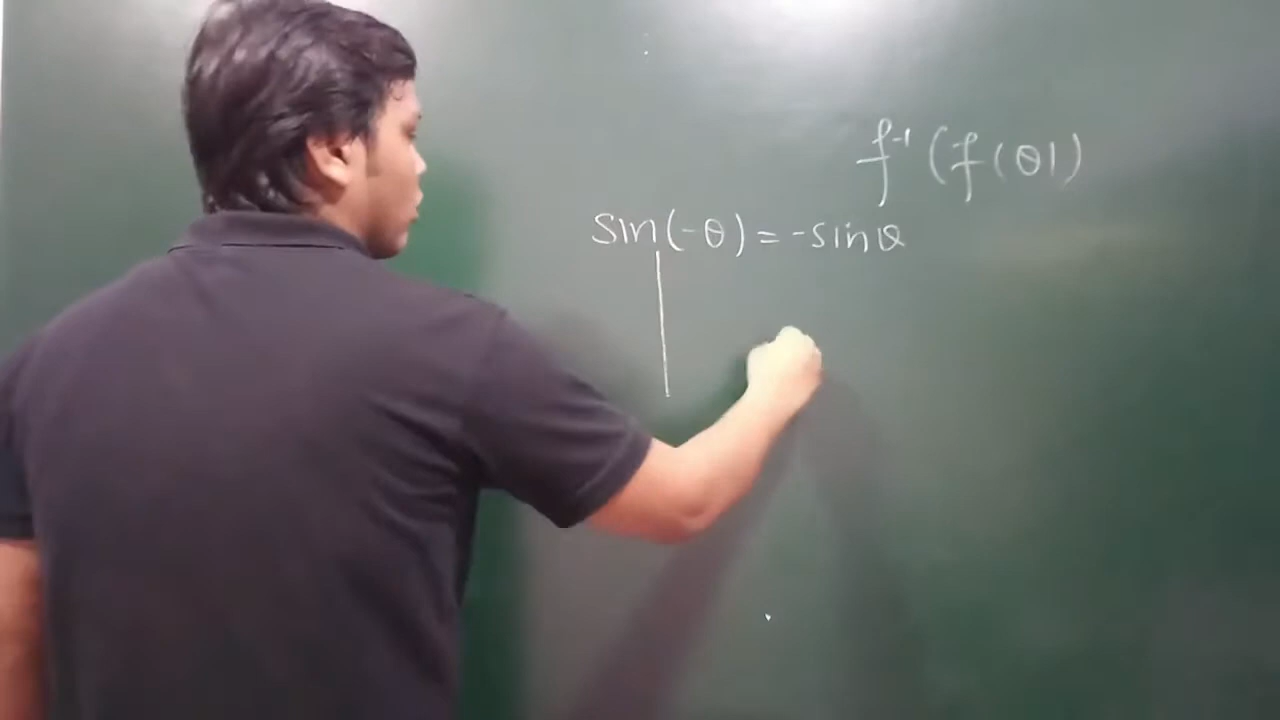 f⁻¹(f(θ))
sin(-θ) = -sinθ